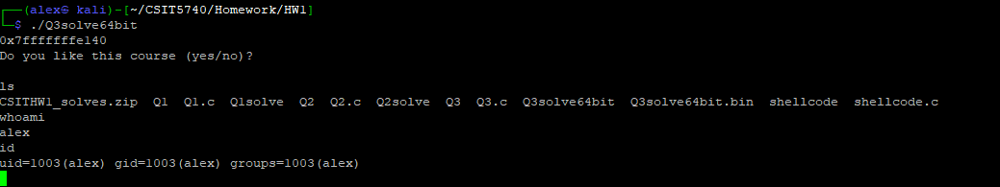 ┌──(alex㉿kali)-[~/CSIT5740/Homework/HW1]
└─$ ./Q3solve64bit
0x7fffffffe140
Do you like this course (yes/no)?
ls
CSITHW1_solves.zip  Q1  Q1.c  Q1solve  Q2  Q2.c  Q2solve  Q3  Q3.c  Q3solve64bit  Q3solve64bit.bin  shellcode  shellcode.c
whoami
alex
id
uid=1003(alex) gid=1003(alex) groups=1003(alex)